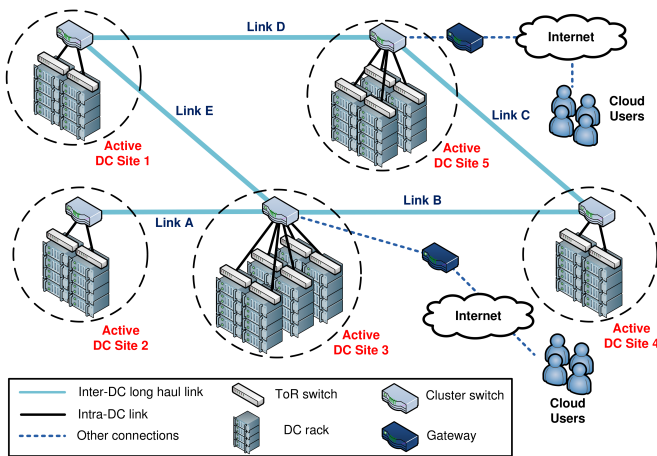 Link D
Internet
Link E
Link C
Cloud
Users
Active
DC Site 1
Active
DC Site 5
Link A
Link B
Internet
Active
DC Site 2
Active
DC Site 3
Active
DC Site 4
Cloud
Users
Inter-DC long haul link
ToR switch
Cluster switch
Intra-DC link
DC rack
Other connections
Gateway